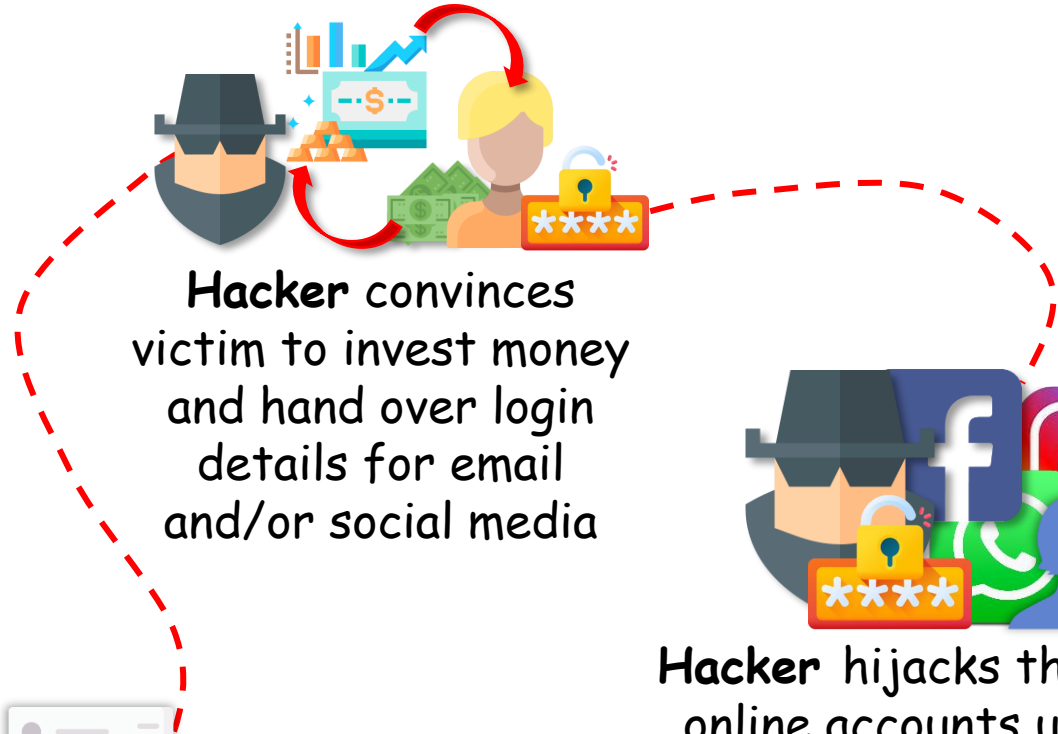 $
$
****
Hacker convinces
victim to invest money
and hand over login
details for email
and/or social media
f
****
Hacker hijacks
online accounts